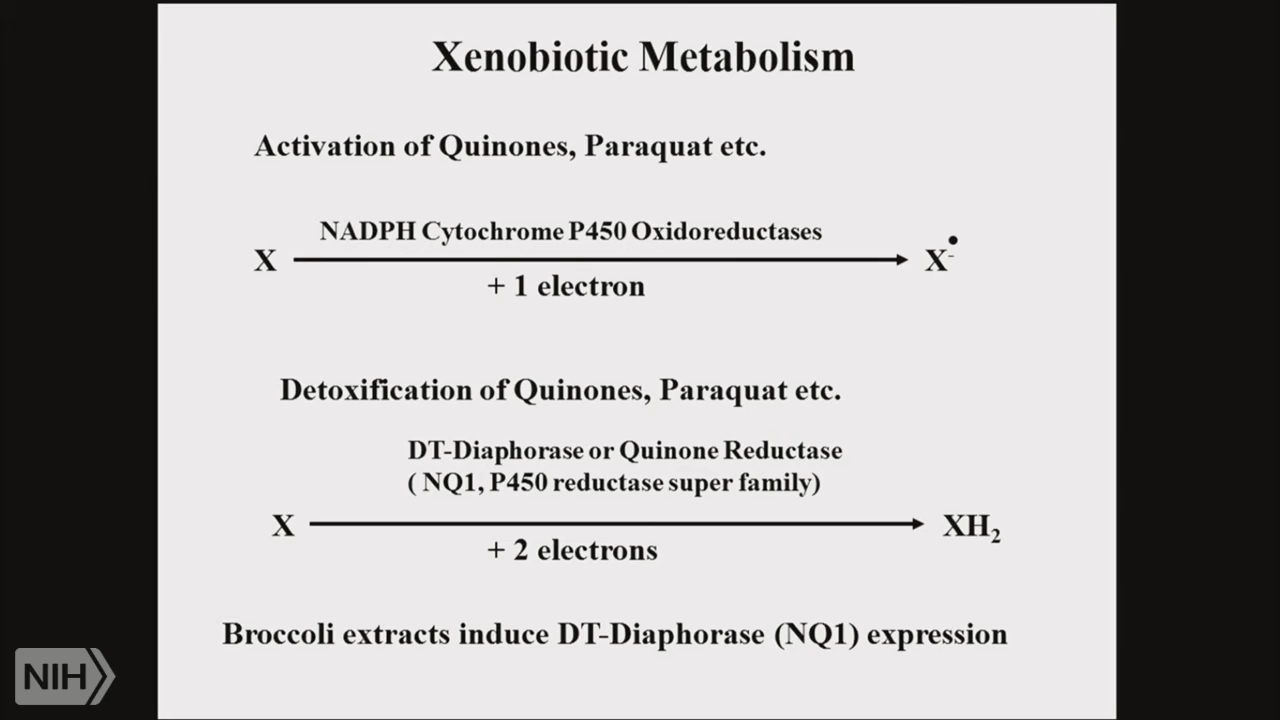 Xenobiotic Metabolism
Activation of Quinones, Paraquat etc.
NADPH Cytochrome P450 Oxidoreductases
X X•-
+ 1 electron
Detoxification of Quinones, Paraquat etc.
DT-Diaphorase or Quinone Reductase
( NQ1, P450 reductase super family)
X XH₂
+ 2 electrons
Broccoli extracts induce DT-Diaphorase (NQ1) expression
NIH